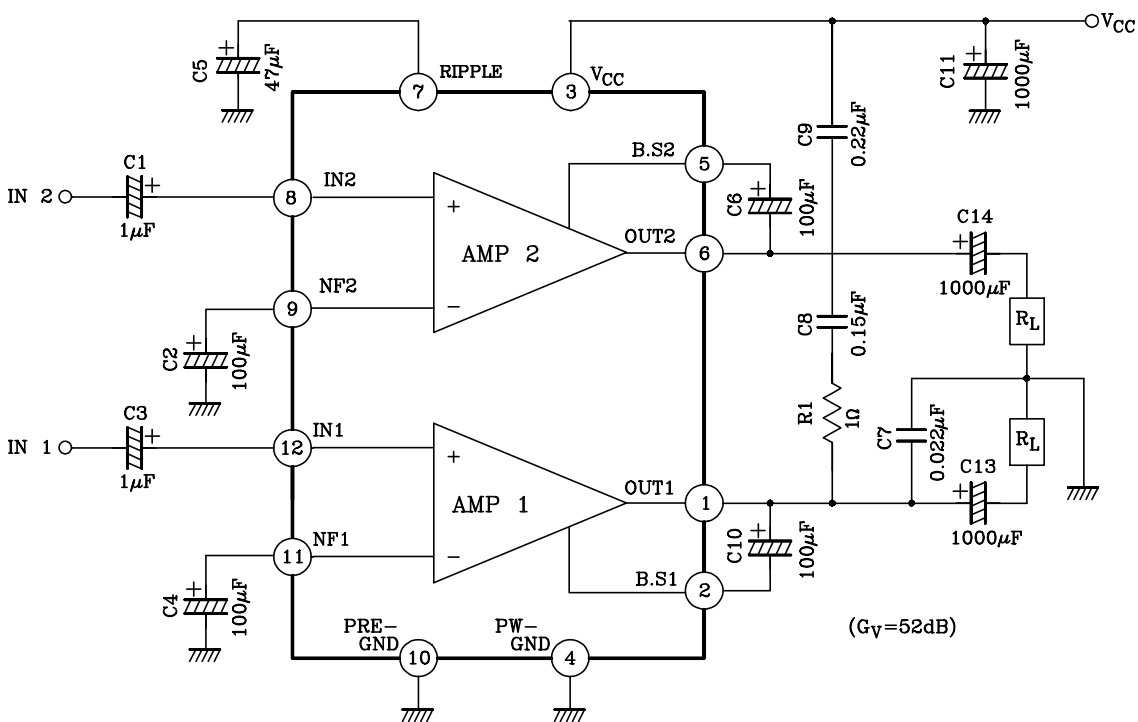 VCC
C5
47µF
RIPPLE
7
3
VCC
C11
1000µF
C9
0.22µF
B.S2
5
C1
IN 2
1µF
8
IN2
C6
100µF
C14
AMP 2
OUT2
6
1000µF
NF2
9
C8
0.15µF
RL
C2
100µF
C3
IN 1
1µF
12
IN1
R1
1Ω
C7
0.022µF
RL
C13
AMP 1
OUT1
1
1000µF
NF1
11
C10
100µF
B.S1
2
C4
100µF
(GV=52dB)
PRE-
GND
10
PW-
GND
4
+
+
+
+
+
+
+
+
+
+
+
+
−
−